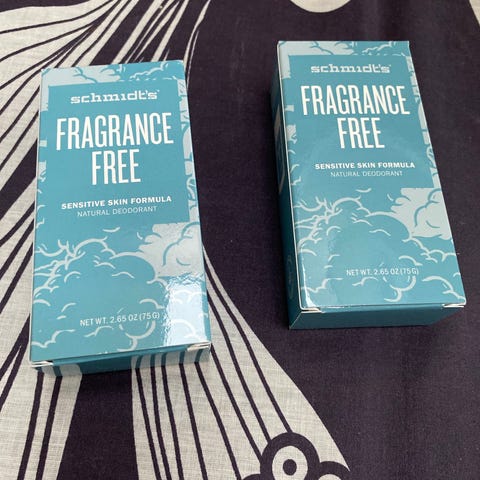 schmidt's
FRAGRANCE
FREE
SENSITIVE SKIN FORMULA
NATURAL DEODORANT
NET WT. 2.65 OZ (75G)
schmidt's
FRAGRANCE
FREE
SENSITIVE SKIN FORMULA
NATURAL DEODORANT
NET WT. 2.65 OZ (75G)